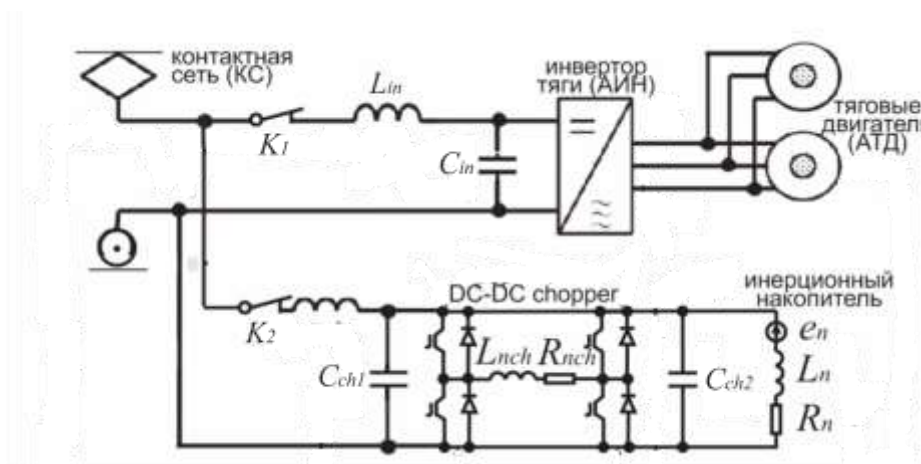 контактная
сеть (КС)
K1
Lin
Cin
инвертор
тяги (АИН)
тяговые
двигатель
(АТД)
K2
DC-DC chopper
Cch1
Lnch Rnch
Cch2
инерционный
накопитель
en
Ln
Rn